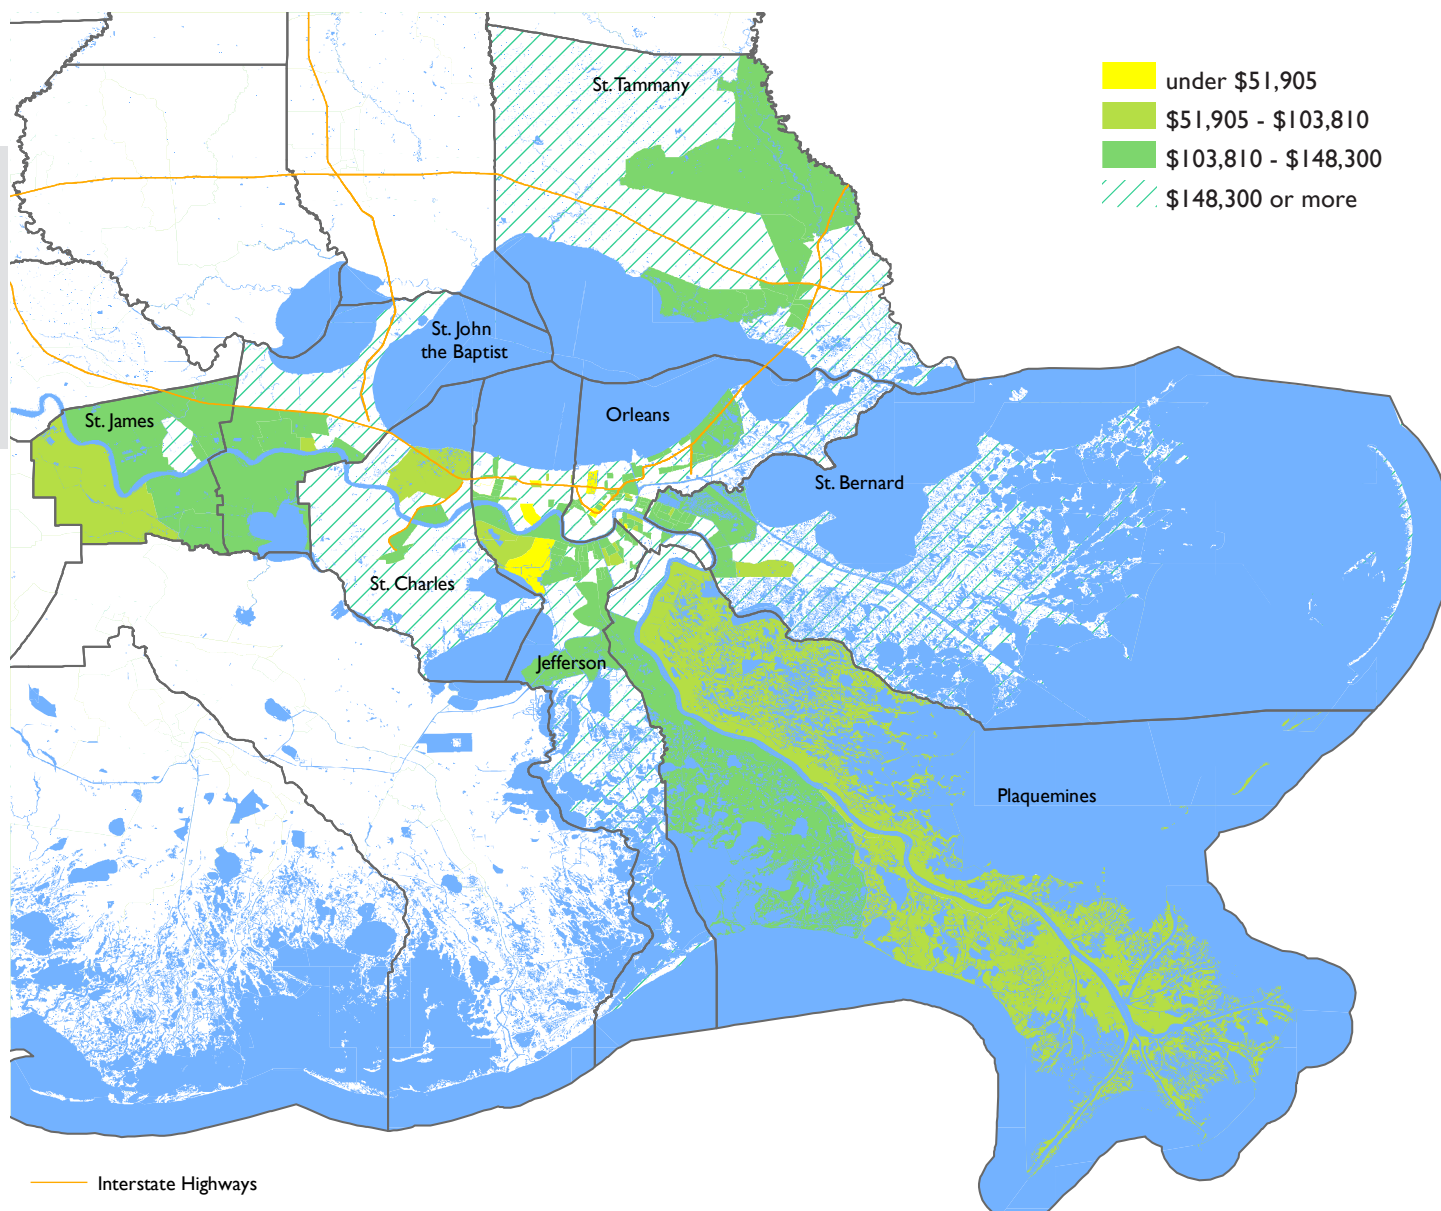 St. Tammany
under $51,905
$51,905 - $103,810
$103,810 - $148,300
$148,300 or more
St. John
the Baptist
St. James
Orleans
St. Bernard
St. Charles
Jefferson
Plaquemines
Interstate Highways